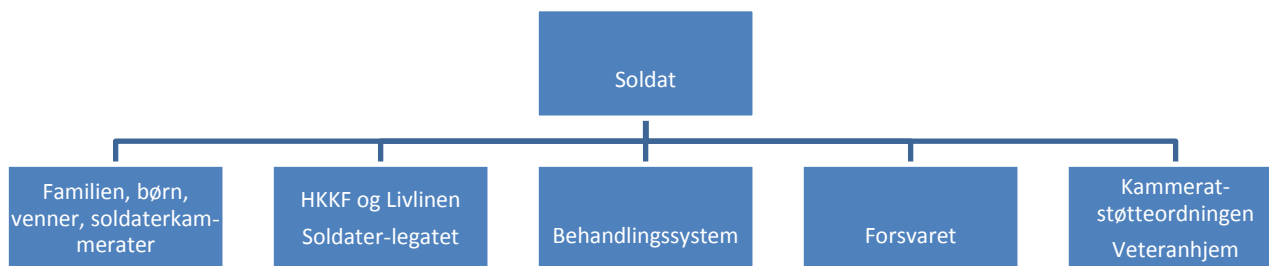 Soldat
Familien, børn,
venner, soldaterkam-
merater
HKKF og Livlinen
Soldater-legatet
Behandlingssystem
Forsvaret
Kammerat-
støtteordningen
Veteranhjem